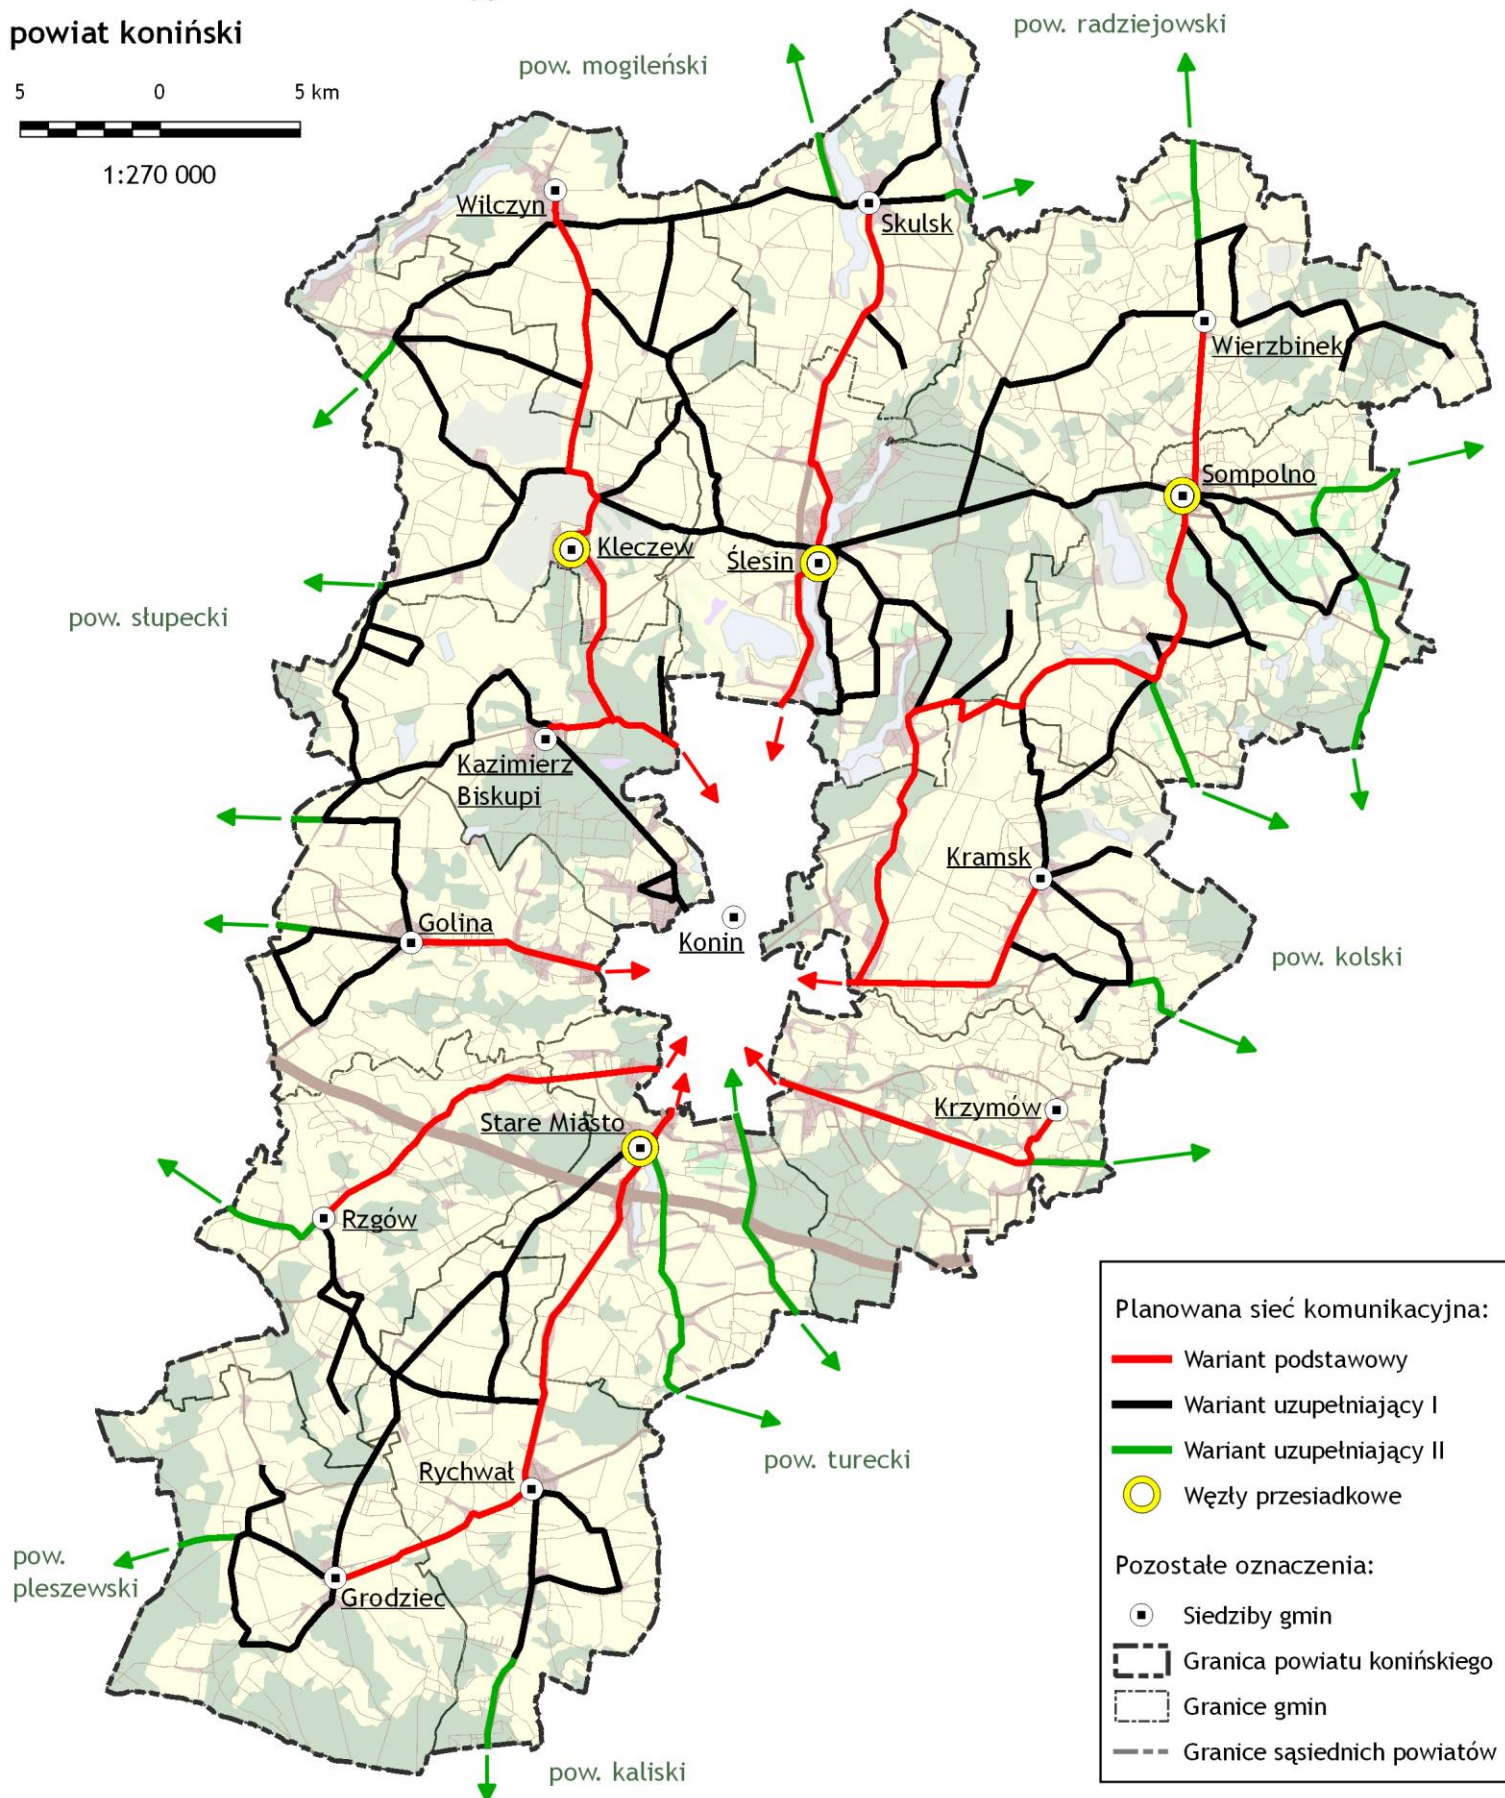 powiat koniński
5 0 5 km
1:270 000
pow. mogileński
pow. radziejowski
Wilczyn
Skulsk
Wierzbinek
Sompolno
Kleczew
Ślesin
pow. słupecki
Kazimierz
Biskupi
Kramsk
Golina
Konin
pow. kolski
Krzymów
Stare Miasto
Rzgów
Rychwał
pow. turecki
pow.
pleszewski
Grodziec
pow. kaliski
Planowana sieć komunikacyjna:
Wariant podstawowy
Wariant uzupełniający I
Wariant uzupełniający II
Węzły przesiadkowe
Pozostałe oznaczenia:
Siedziby gmin
Granica powiatu konińskiego
Granice gmin
Granice sąsiednich powiatów